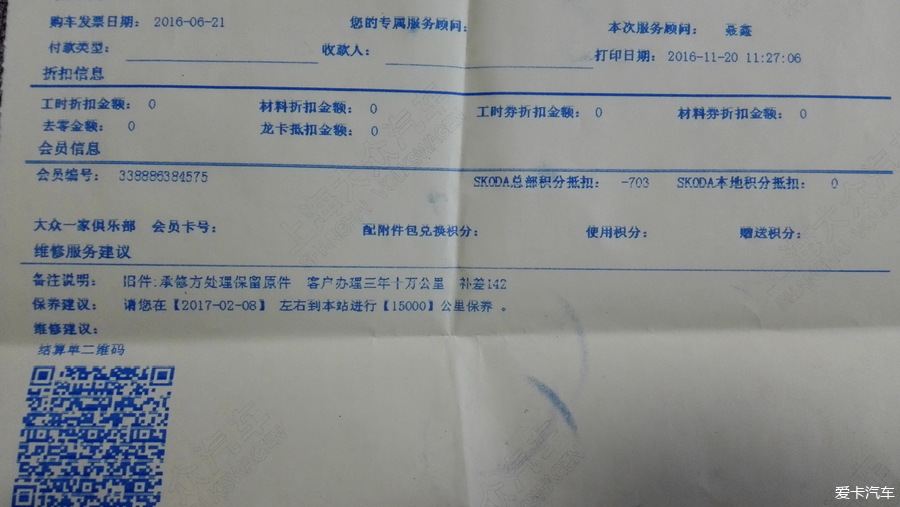 购车发票日期： 2016-06-21 您的专属服务顾问： 本次服务顾问： 聂鑫
付款类型： 收款人： 打印日期： 2016-11-20 11:27:06
折扣信息
工时折扣金额： 0 材料折扣金额： 0 工时券折扣金额： 0 材料券折扣金额： 0
去零金额： 0 龙卡抵扣金额： 0
会员信息
会员编号： 338886384575 SKODA总部积分抵扣： -703 SKODA本地积分抵扣： 0
大众一家俱乐部 会员卡号： 配附件包兑换积分： 使用积分： 赠送积分：
维修服务建议
备注说明： 旧件:承修方处理保留原件 客户办理三年十万公里 补差142
保养建议： 请您在【2017-02-08】 左右到本站进行【15000】公里保养 。
维修建议：
结算单二维码
爱卡汽车